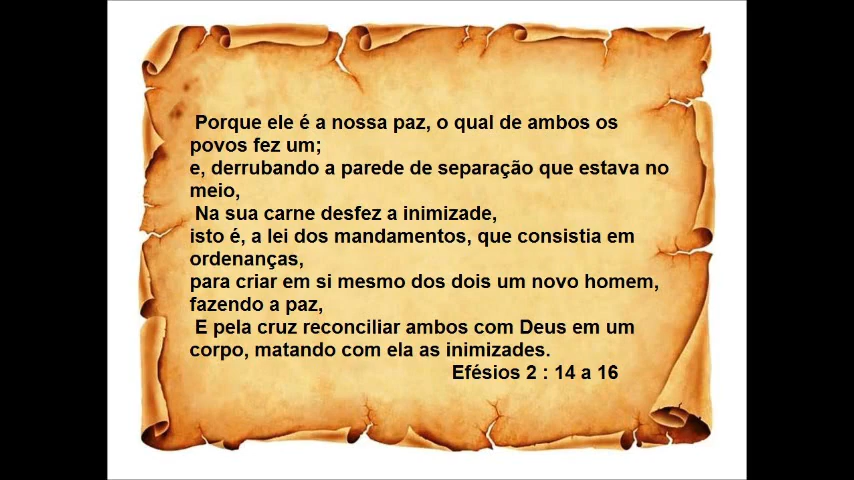 Porque ele é a nossa paz, o qual de ambos os
povos fez um;
e, derrubando a parede de separação que estava no
meio,
Na sua carne desfez a inimizade,
isto é, a lei dos mandamentos, que consistia em
ordenanças,
para criar em si mesmo dos dois um novo homem,
fazendo a paz,
E pela cruz reconciliar ambos com Deus em um
corpo, matando com ela as inimizades.
Efésios 2 : 14 a 16